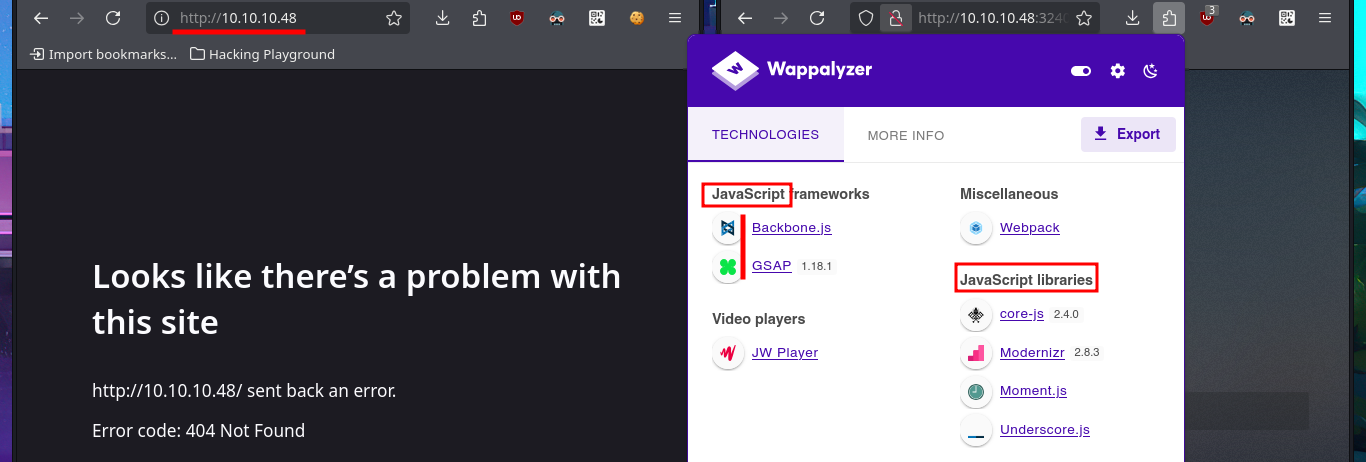 http://10.10.10.48
Import bookmarks...
Hacking Playground
Looks like there’s a problem with
this site
http://10.10.10.48/ sent back an error.
Error code: 404 Not Found
http://10.10.10.48:3240
3
Wappalyzer
TECHNOLOGIES
MORE INFO
Export
JavaScript frameworks
Backbone.js
GSAP 1.18.1
Video players
JW Player
Miscellaneous
Webpack
JavaScript libraries
core-js 2.4.0
Modernizr 2.8.3
Moment.js
Underscore.js